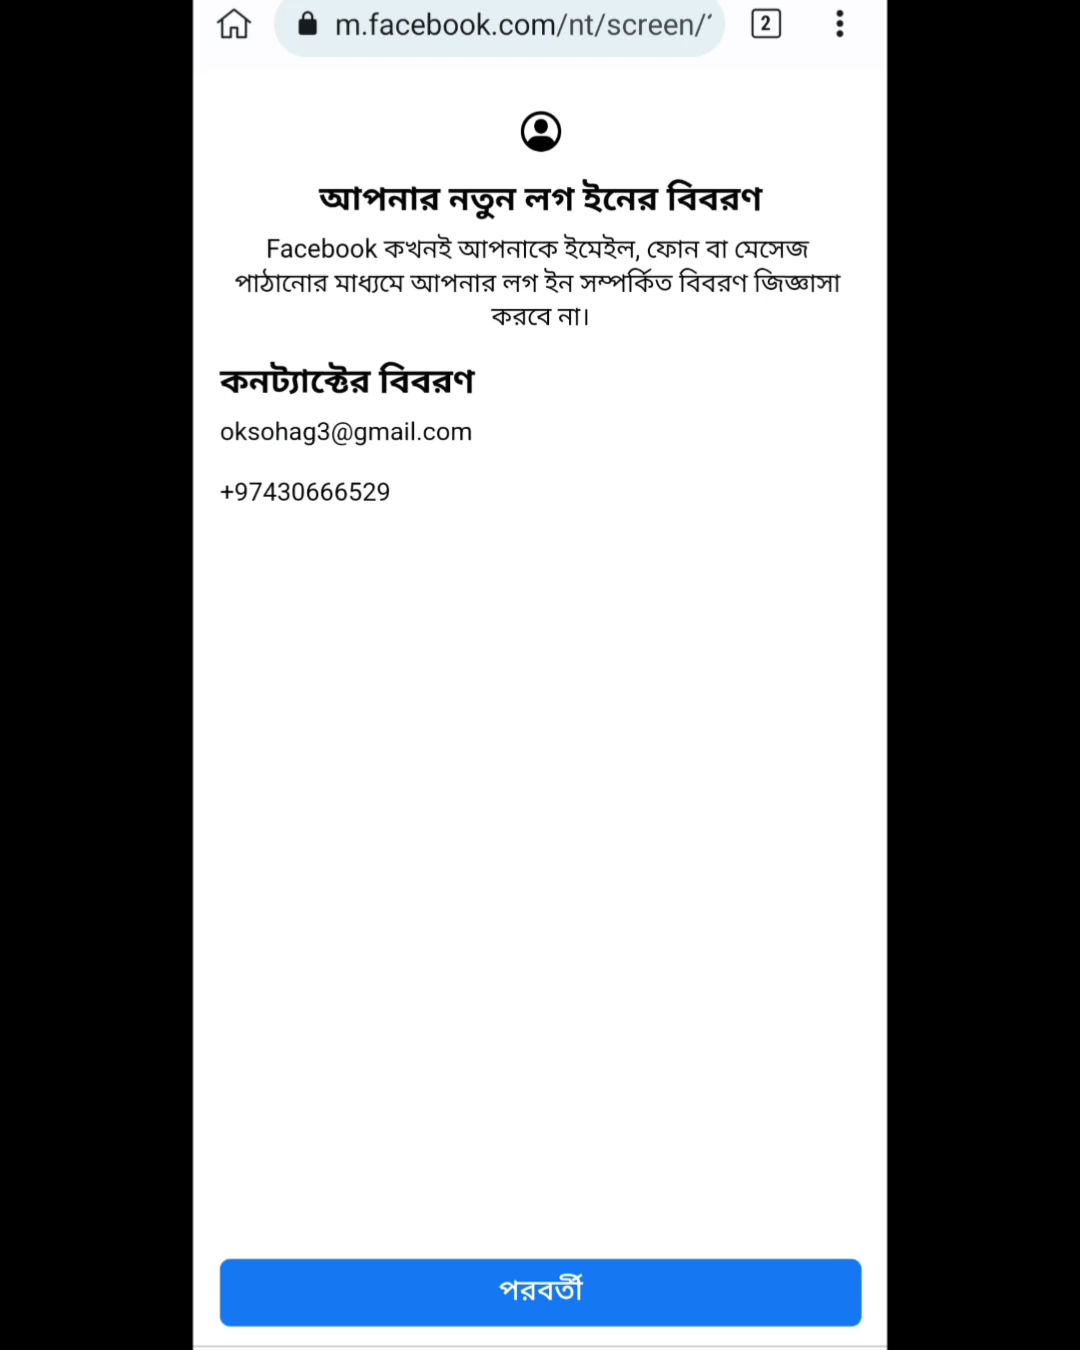 m.facebook.com/nt/screen/
2
আপনার নতুন লগ ইনের বিবরণ
Facebook কখনই আপনাকে ইমেইল, ফোন বা মেসেজ
পাঠানোর মাধ্যমে আপনার লগ ইন সম্পর্কিত বিবরণ জিজ্ঞাসা
করবে না।
কনট্যাক্টের বিবরণ
oksohag3@gmail.com
+97430666529
পরবর্তী